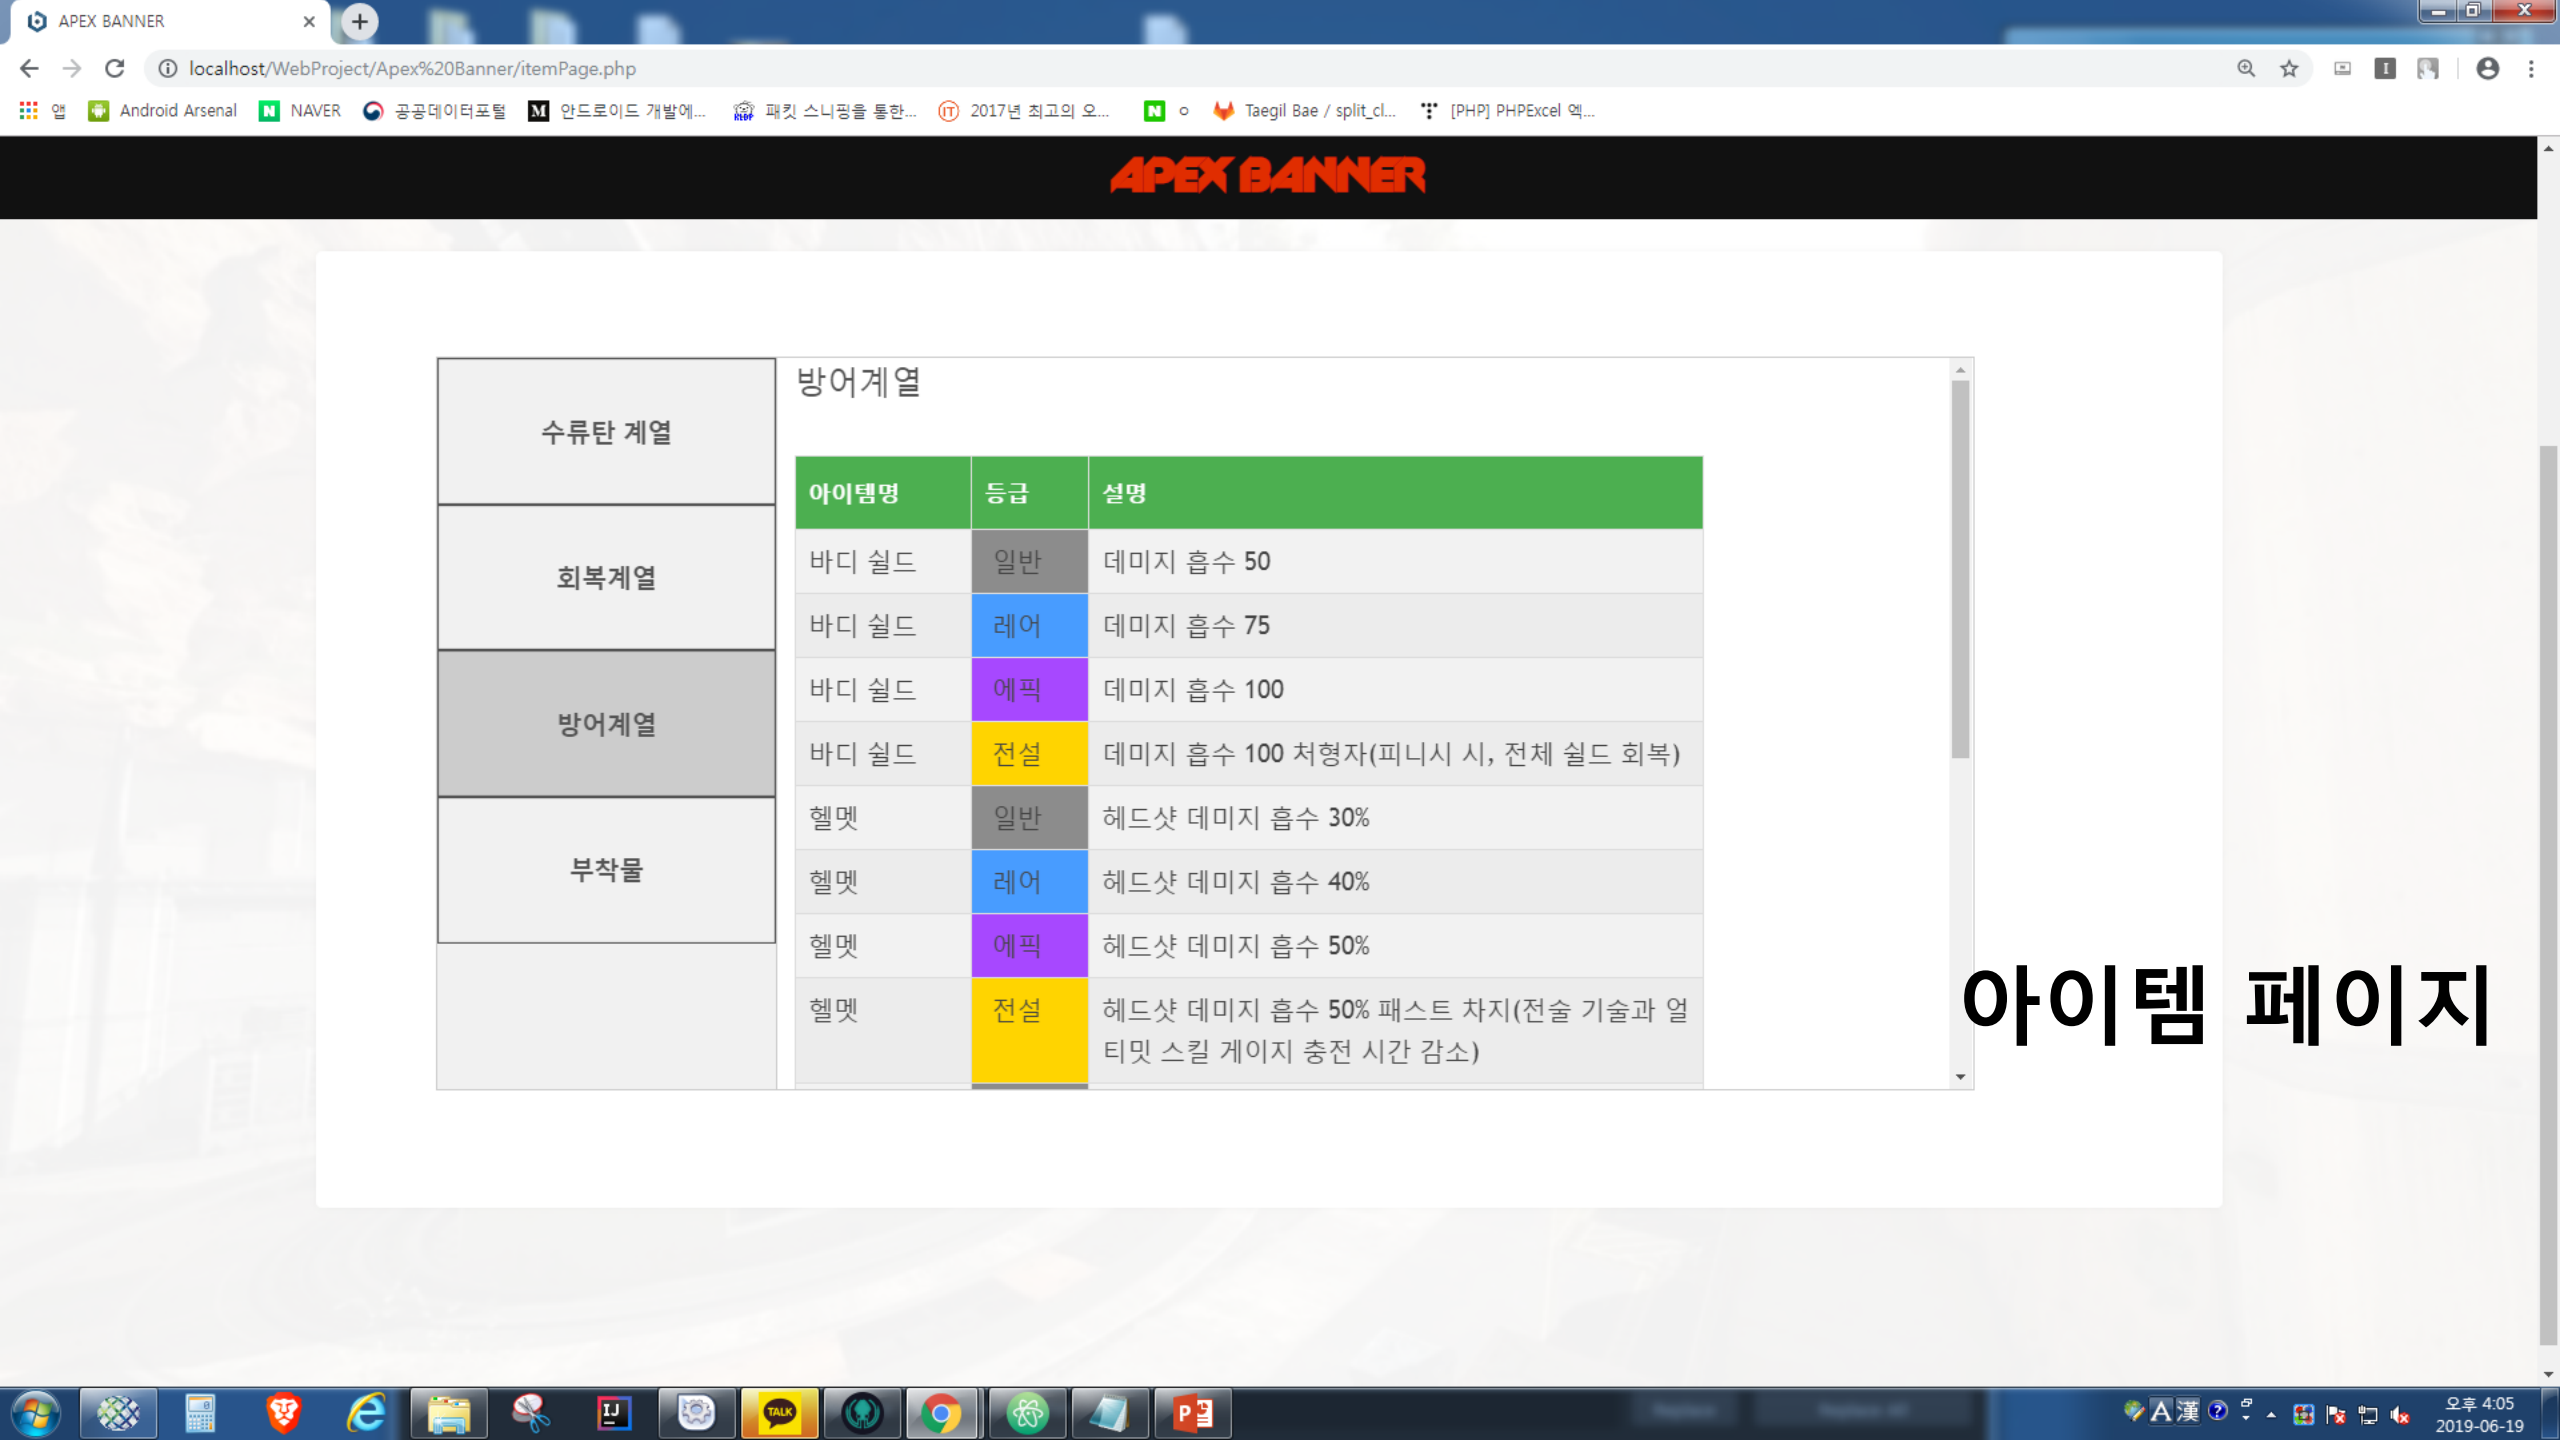 APEX BANNER
localhost/WebProject/Apex%20Banner/itemPage.php
앱 Android Arsenal NAVER 공공데이터포털 안드로이드 개발에... 패킷 스니핑을 통한... 2017년 최고의 오... ㅇ Taegil Bae / split_cl... [PHP] PHPExcel 엑...
APEX BANNER
수류탄 계열
회복계열
방어계열
부착물
방어계열
아이템명 등급 설명
바디 쉴드 일반 데미지 흡수 50
바디 쉴드 레어 데미지 흡수 75
바디 쉴드 에픽 데미지 흡수 100
바디 쉴드 전설 데미지 흡수 100 처형자(피니시 시, 전체 쉴드 회복)
헬멧 일반 헤드샷 데미지 흡수 30%
헬멧 레어 헤드샷 데미지 흡수 40%
헬멧 에픽 헤드샷 데미지 흡수 50%
헬멧 전설 헤드샷 데미지 흡수 50% 패스트 차지(전술 기술과 얼
티밋 스킬 게이지 충전 시간 감소)
아이템 페이지
TALK
A 漢
오후 4:05
2019-06-19